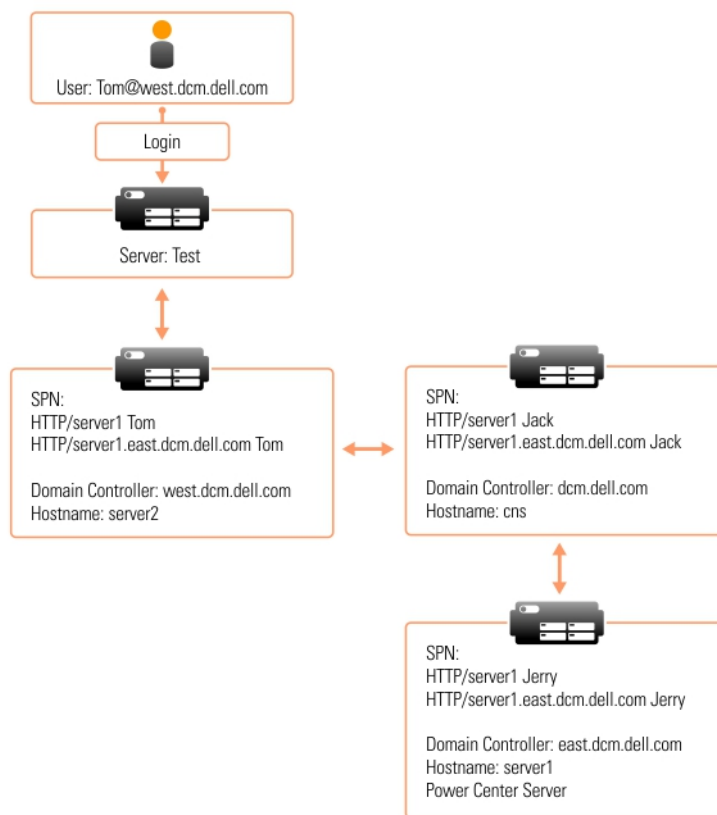 User: Tom@west.dcm.dell.com
Login
Server: Test
SPN:
HTTP/server1 Tom
HTTP/server1.east.dcm.dell.com Tom
Domain Controller: west.dcm.dell.com
Hostname: server2
SPN:
HTTP/server1 Jack
HTTP/server1.east.dcm.dell.com Jack
Domain Controller: dcm.dell.com
Hostname: cns
SPN:
HTTP/server1 Jerry
HTTP/server1.east.dcm.dell.com Jerry
Domain Controller: east.dcm.dell.com
Hostname: server1
Power Center Server